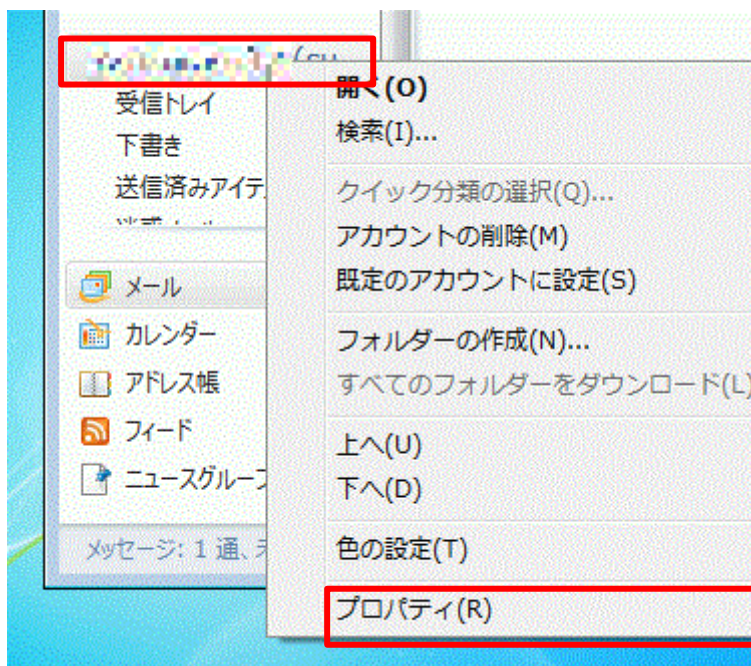 受信トレイ
下書き
送信済みアイテ
メール
カレンダー
アドレス帳
フィード
ニュースグループ
メッセージ: 1 通、
開く(O)
検索(I)...
クイック分類の選択(Q)...
アカウントの削除(M)
既定のアカウントに設定(S)
フォルダーの作成(N)...
すべてのフォルダーをダウンロード(L)
上へ(U)
下へ(D)
色の設定(T)
プロパティ(R)